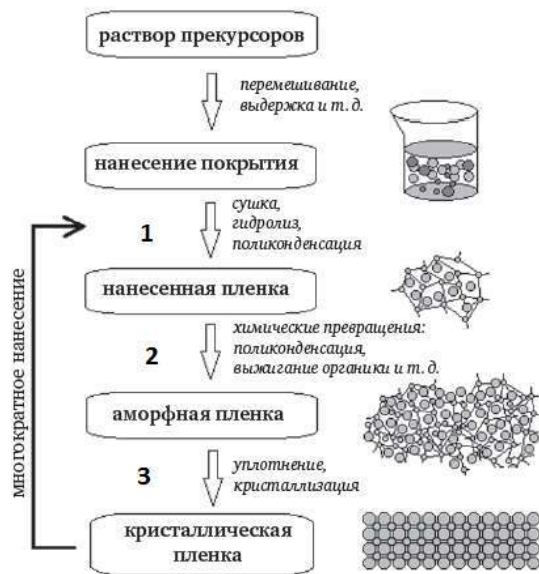 раствор прекурсоров
перемешивание,
выдержка и т. д.
нанесение покрытия
1
сушка,
гидролиз,
поликонденсация
нанесенная пленка
2
химические превращения:
поликонденсация,
выжигание органики и т. д.
аморфная пленка
3
уплотнение,
кристаллизация
кристаллическая
пленка
многократное нанесение